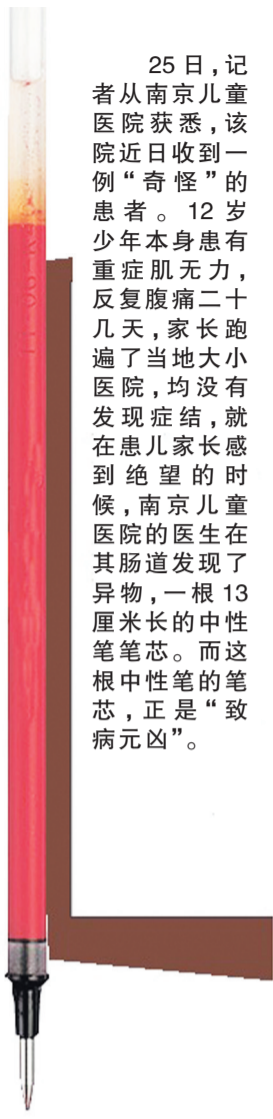 25日，记
者从南京儿童
医院获悉，该
院近日收到一
例“奇怪”的
患者。12岁
少年本身患有
重症肌无力，
反复腹痛二十
几天，家长跑
遍了当地大小
医院，均没有
发现症结，就
在患儿家长感
到绝望的时
候，南京儿童
医院的医生在
其肠道发现了
异物，一根13
厘米长的中性
笔笔芯。而这
根中性笔的笔
芯，正是“致
病元凶”。